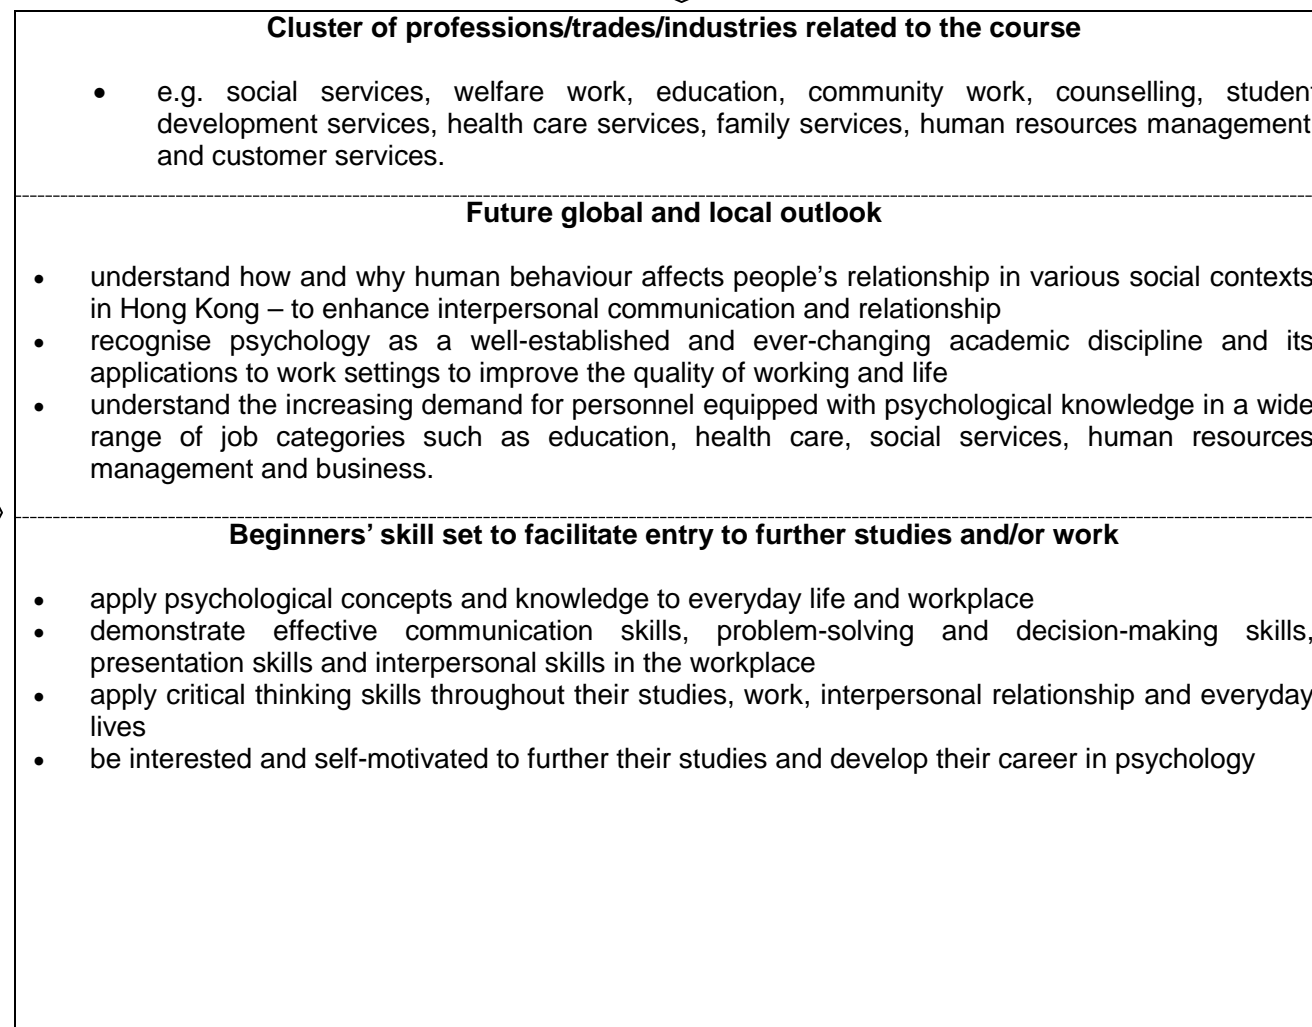 Cluster of professions/trades/industries related to the course
• e.g. social services, welfare work, education, community work, counselling, student
development services, health care services, family services, human resources management
and customer services.
Future global and local outlook
• understand how and why human behaviour affects people’s relationship in various social contexts
in Hong Kong – to enhance interpersonal communication and relationship
• recognise psychology as a well-established and ever-changing academic discipline and its
applications to work settings to improve the quality of working and life
• understand the increasing demand for personnel equipped with psychological knowledge in a wide
range of job categories such as education, health care, social services, human resources
management and business.
Beginners’ skill set to facilitate entry to further studies and/or work
• apply psychological concepts and knowledge to everyday life and workplace
• demonstrate effective communication skills, problem-solving and decision-making skills,
presentation skills and interpersonal skills in the workplace
• apply critical thinking skills throughout their studies, work, interpersonal relationship and everyday
lives
• be interested and self-motivated to further their studies and develop their career in psychology